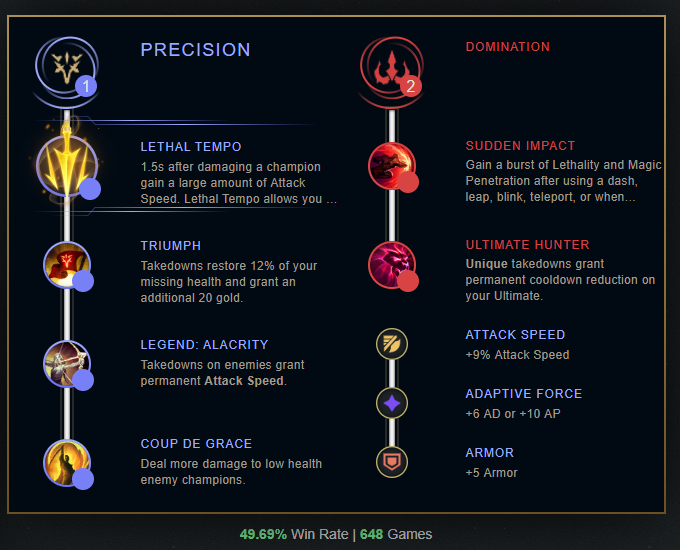 PRECISION
1
LETHAL TEMPO
1.5s after damaging a champion
gain a large amount of Attack
Speed. Lethal Tempo allows you ...
TRIUMPH
Takedowns restore 12% of your
missing health and grant an
additional 20 gold.
LEGEND: ALACRITY
Takedowns on enemies grant
permanent Attack Speed.
COUP DE GRACE
Deal more damage to low health
enemy champions.
DOMINATION
2
SUDDEN IMPACT
Gain a burst of Lethality and Magic
Penetration after using a dash,
leap, blink, teleport, or when...
ULTIMATE HUNTER
Unique takedowns grant
permanent cooldown reduction on
your Ultimate.
ATTACK SPEED
+9% Attack Speed
ADAPTIVE FORCE
+6 AD or +10 AP
ARMOR
+5 Armor
49.69% Win Rate | 648 Games